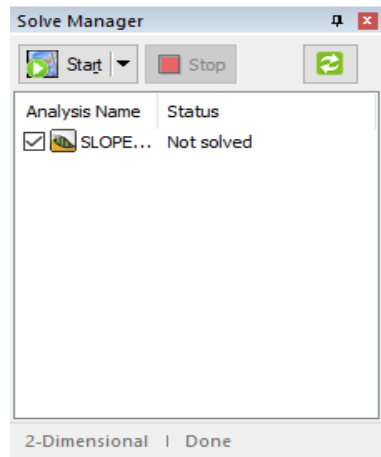 Solve Manager
Start Stop
Analysis Name Status
SLOPE... Not solved
2-Dimensional | Done